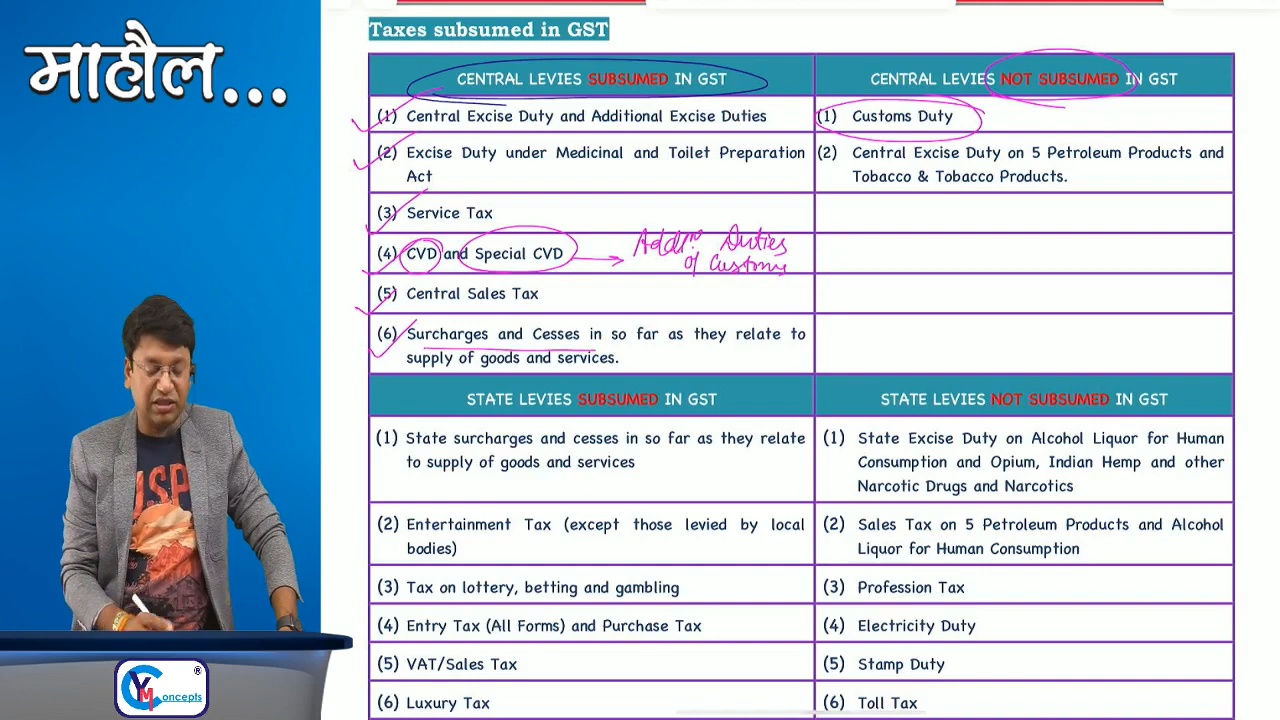 माहौल...
Taxes subsumed in GST
CENTRAL LEVIES SUBSUMED IN GST
CENTRAL LEVIES NOT SUBSUMED IN GST
(1) Central Excise Duty and Additional Excise Duties
(1) Customs Duty
(2) Excise Duty under Medicinal and Toilet Preparation
Act
(2) Central Excise Duty on 5 Petroleum Products and
Tobacco & Tobacco Products.
(3) Service Tax
(4) CVD and Special CVD
Addnl. Duties
of Customs
(5) Central Sales Tax
(6) Surcharges and Cesses in so far as they relate to
supply of goods and services.
STATE LEVIES SUBSUMED IN GST
STATE LEVIES NOT SUBSUMED IN GST
(1) State surcharges and cesses in so far as they relate
to supply of goods and services
(1) State Excise Duty on Alcohol Liquor for Human
Consumption and Opium, Indian Hemp and other
Narcotic Drugs and Narcotics
(2) Entertainment Tax (except those levied by local
bodies)
(2) Sales Tax on 5 Petroleum Products and Alcohol
Liquor for Human Consumption
(3) Tax on lottery, betting and gambling
(3) Profession Tax
(4) Entry Tax (All Forms) and Purchase Tax
(4) Electricity Duty
(5) VAT/Sales Tax
(5) Stamp Duty
(6) Luxury Tax
(6) Toll Tax
YM Concepts ®